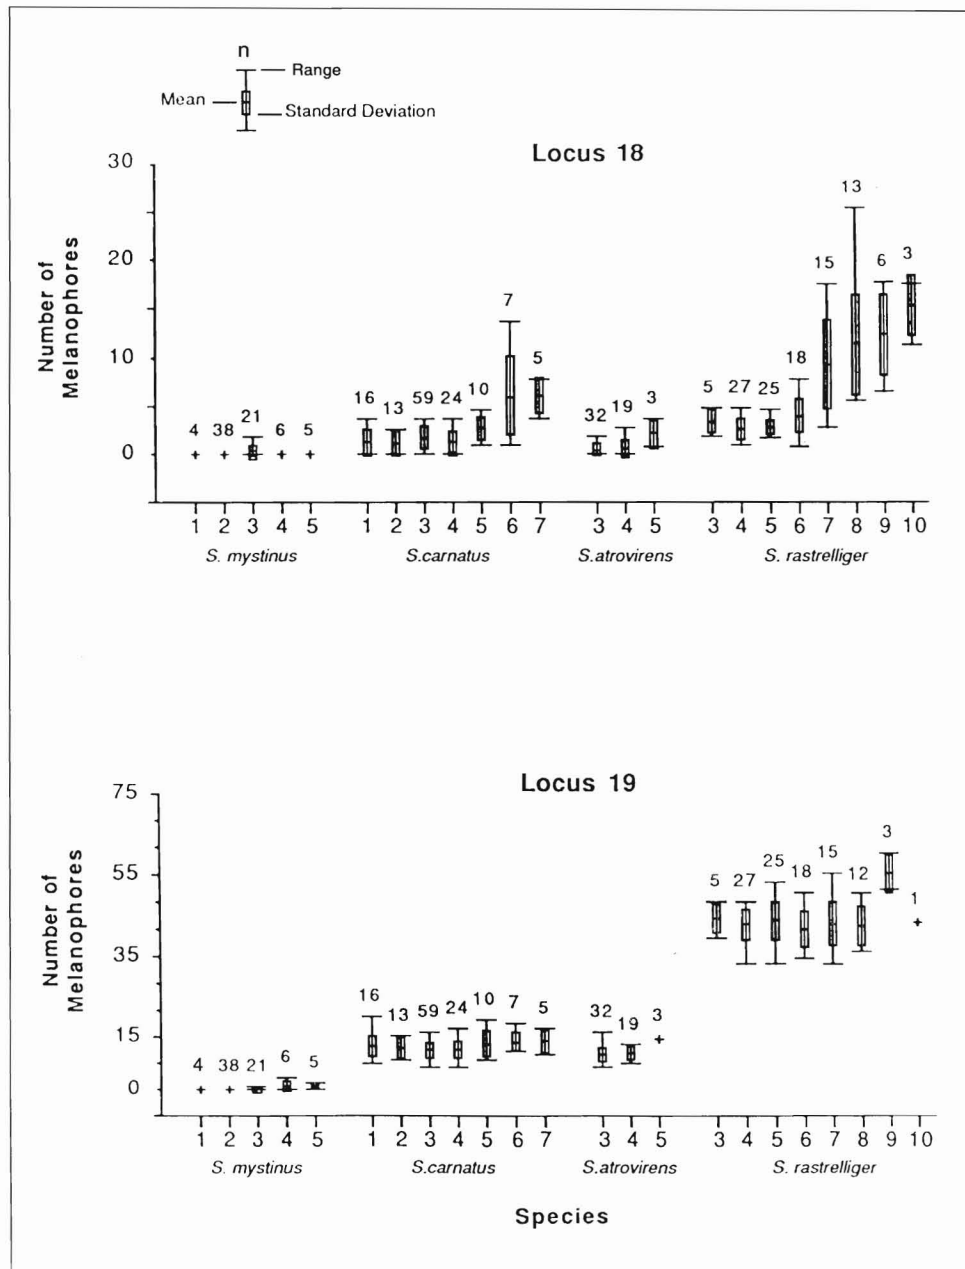 n
Range
Mean
Standard Deviation
Locus 18
Number of
Melanophores
30
20
10
0
4 38 21 6 5
16 13 59 24 10 7 5
32 19 3
5 27 25 18 15 13 6 3
1 2 3 4 5 1 2 3 4 5 6 7 3 4 5 3 4 5 6 7 8 9 10
S. mystinus S.carnatus S.atrovirens S. rastrelliger
Locus 19
Number of
Melanophores
75
55
35
15
0
4 38 21 6 5
16 13 59 24 10 7 5
32 19 3
5 27 25 18 15 12 3 1
1 2 3 4 5 1 2 3 4 5 6 7 3 4 5 3 4 5 6 7 8 9 10
S. mystinus S.carnatus S.atrovirens S. rastrelliger
Species